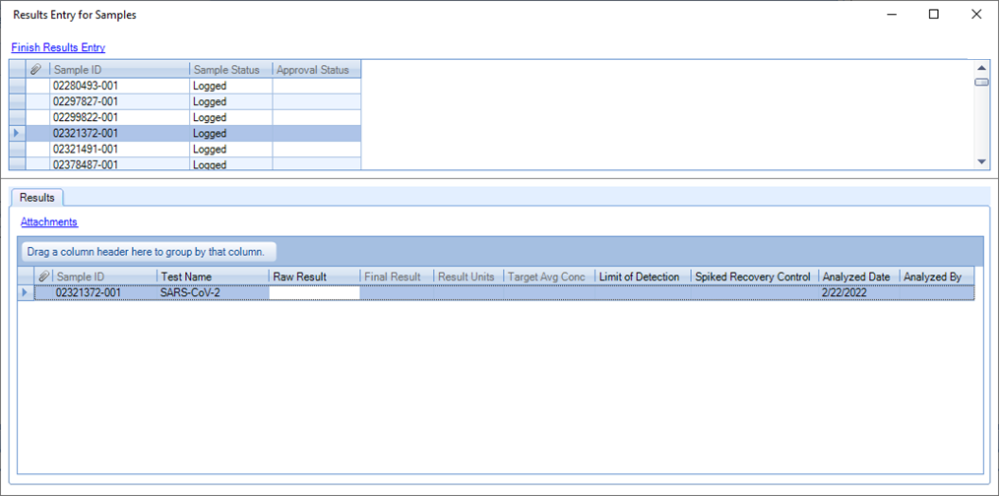 Results Entry for Samples
Finish Results Entry
Sample ID Sample Status Approval Status
02280493-001 Logged
02297827-001 Logged
02299822-001 Logged
02321372-001 Logged
02321491-001 Logged
02378487-001 Logged
Results
Attachments
Drag a column header here to group by that column.
Sample ID Test Name Raw Result Final Result Result Units Target Avg Conc Limit of Detection Spiked Recovery Control Analyzed Date Analyzed By
02321372-001 SARS-CoV-2 2/22/2022